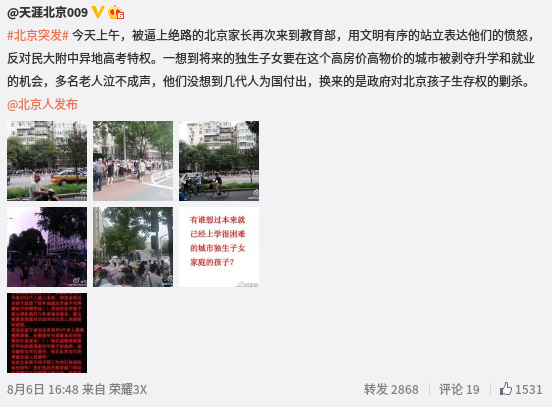 @天涯北京009
#北京突发# 今天上午，被逼上绝路的北京家长再次来到教育部，用文明有序的站立表达他们的愤怒，
反对民大附中异地高考特权。一想到将来的独生子女要在这个高房价高物价的城市被剥夺升学和就业
的机会，多名老人泣不成声，他们没想到几代人为国付出，换来的是政府对北京孩子生存权的剿杀。
@北京人发布
有谁想过本来就
已经上学很困难
的城市独生子女
家庭的孩子？
8月6日 16:48 来自 荣耀3X
转发 2868
评论 19
1531